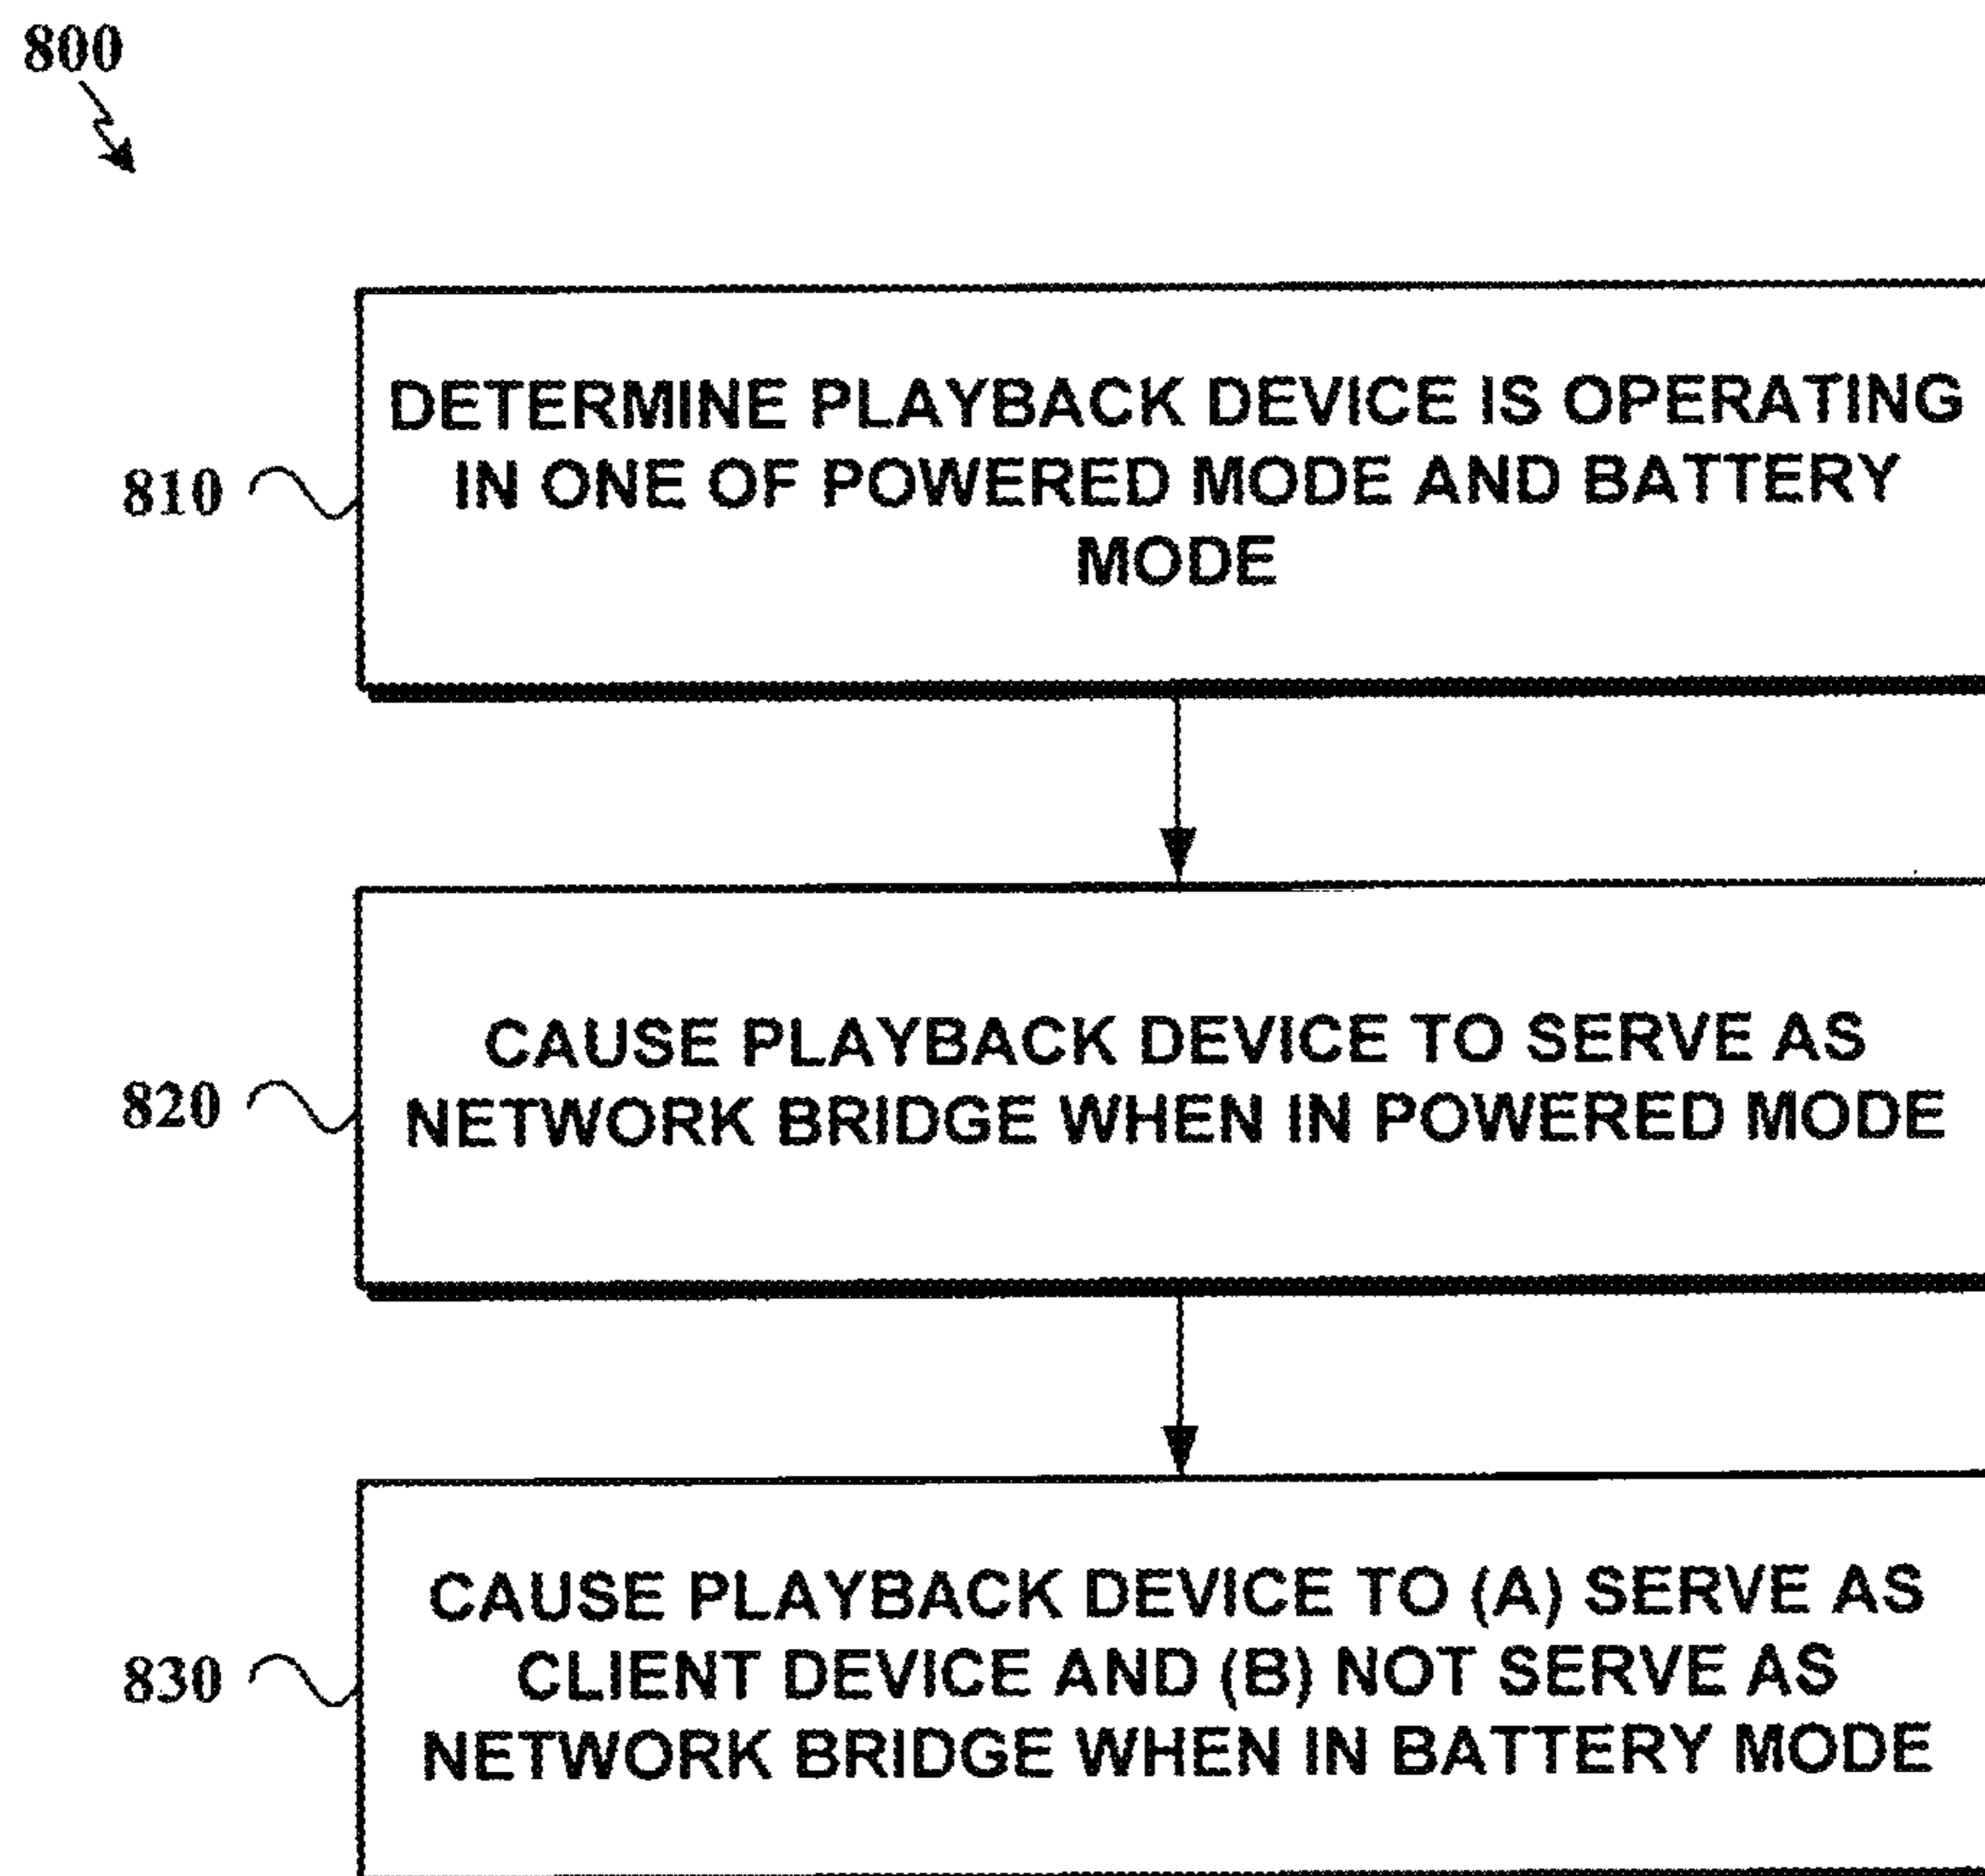 800
DETERMINE PLAYBACK DEVICE IS OPERATING
IN ONE OF POWERED MODE AND BATTERY
MODE
810
CAUSE PLAYBACK DEVICE TO SERVE AS
NETWORK BRIDGE WHEN IN POWERED MODE
820
CAUSE PLAYBACK DEVICE TO (A) SERVE AS
CLIENT DEVICE AND (B) NOT SERVE AS
NETWORK BRIDGE WHEN IN BATTERY MODE
830